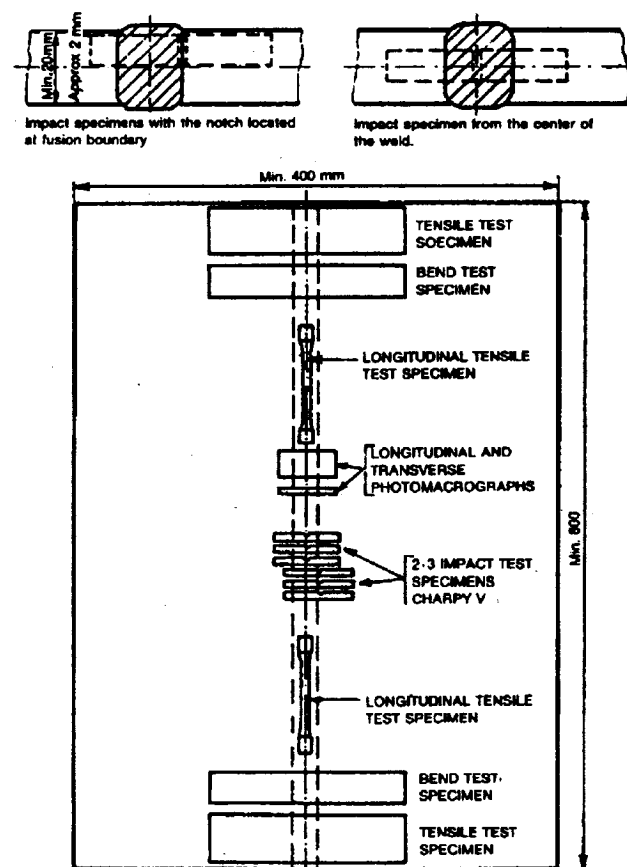 Min. 20mm
Approx 2 mm
Impact specimens with the notch located
at fusion boundary
Impact specimen from the center of
the weld.
Min. 400 mm
TENSILE TEST
SOECIMEN
BEND TEST
SPECIMEN
LONGITUDINAL TENSILE
TEST SPECIMEN
LONGITUDINAL AND
TRANSVERSE
PHOTOMACROGRAPHS
Min. 800
2-3 IMPACT TEST
SPECIMENS
CHARPY V
LONGITUDINAL TENSILE
TEST SPECIMEN
BEND TEST.
SPECIMEN
TENSILE TEST
SPECIMEN